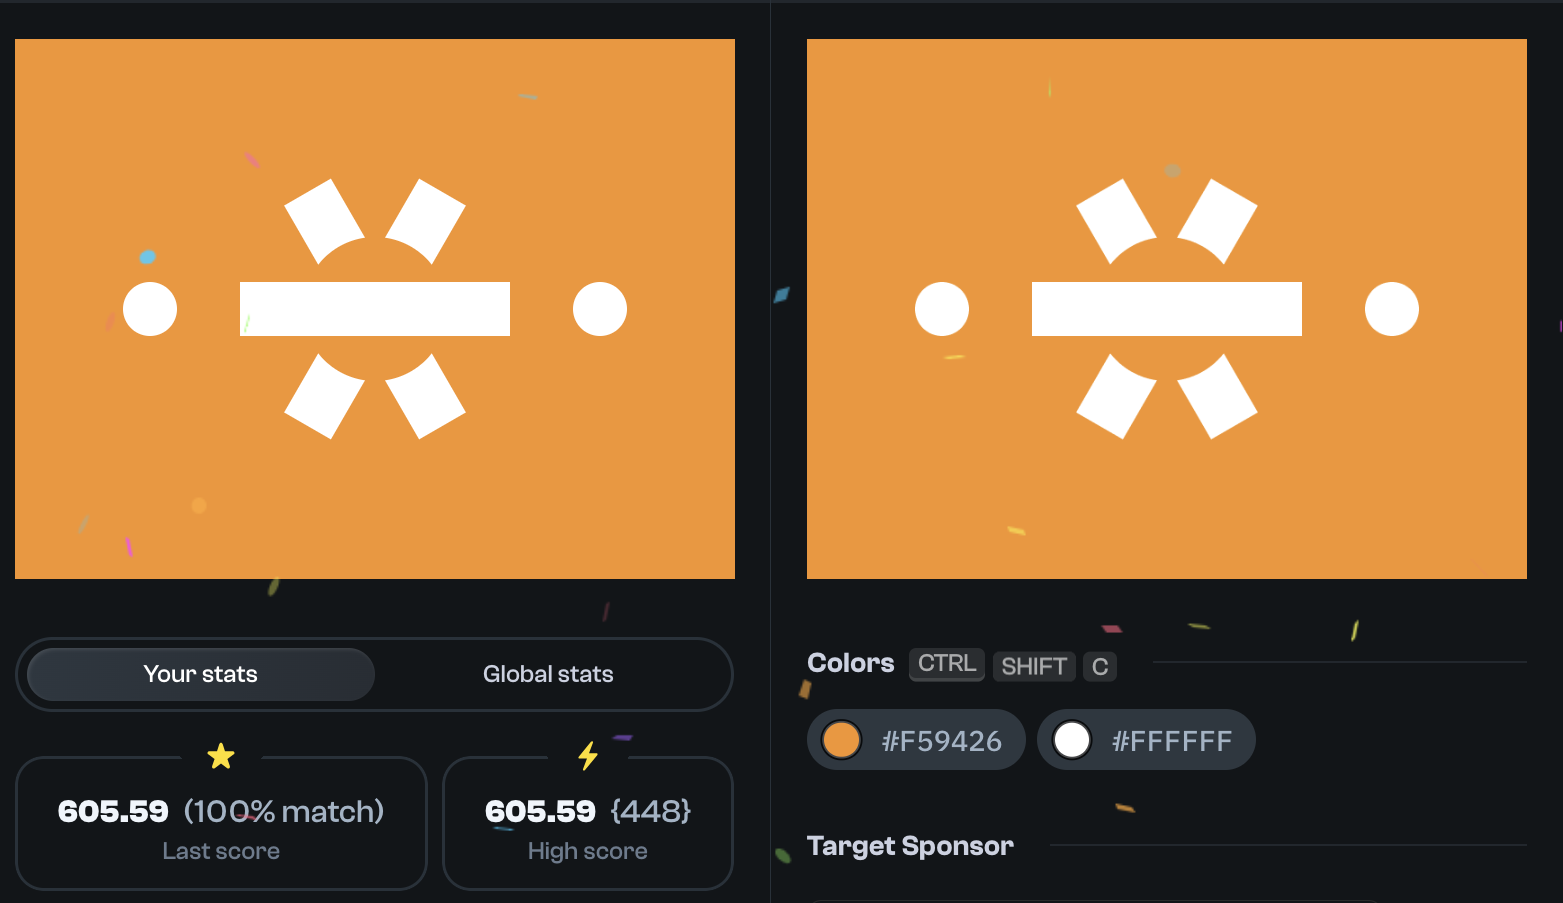 Your stats
Global stats
605.59 (100% match)
Last score
605.59 {448}
High score
Colors CTRL SHIFT C
#F59426
#FFFFFF
Target Sponsor